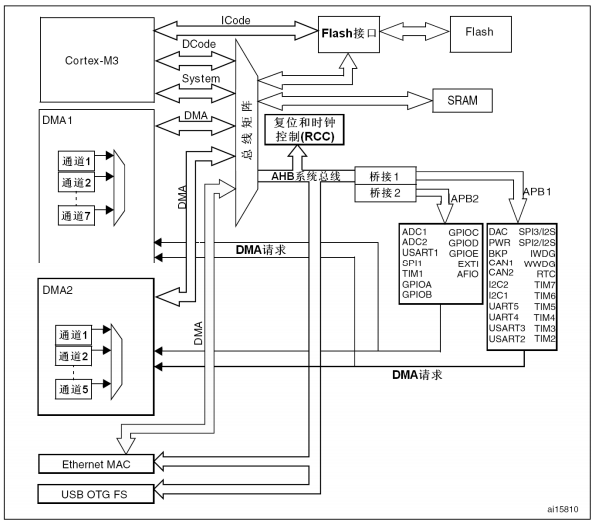 ICode
Cortex-M3
Flash接口
Flash
DCode
System
总线矩阵
SRAM
DMA1
DMA
复位和时钟
控制(RCC)
通道1
通道2
通道7
AHB系统总线
桥接1
桥接2
APB2
APB1
DMA
ADC1 GPIOC
ADC2 GPIOD
USART1 GPIOE
SPI1 EXTI
TIM1 AFIO
GPIOA
GPIOB
DAC SPI3/I2S
PWR SPI2/I2S
BKP IWDG
CAN1 WWDG
CAN2 RTC
I2C2 TIM7
I2C1 TIM6
UART5 TIM5
UART4 TIM4
USART3 TIM3
USART2 TIM2
DMA请求
DMA2
通道1
通道2
通道5
DMA
DMA请求
Ethernet MAC
USB OTG FS
ai15810